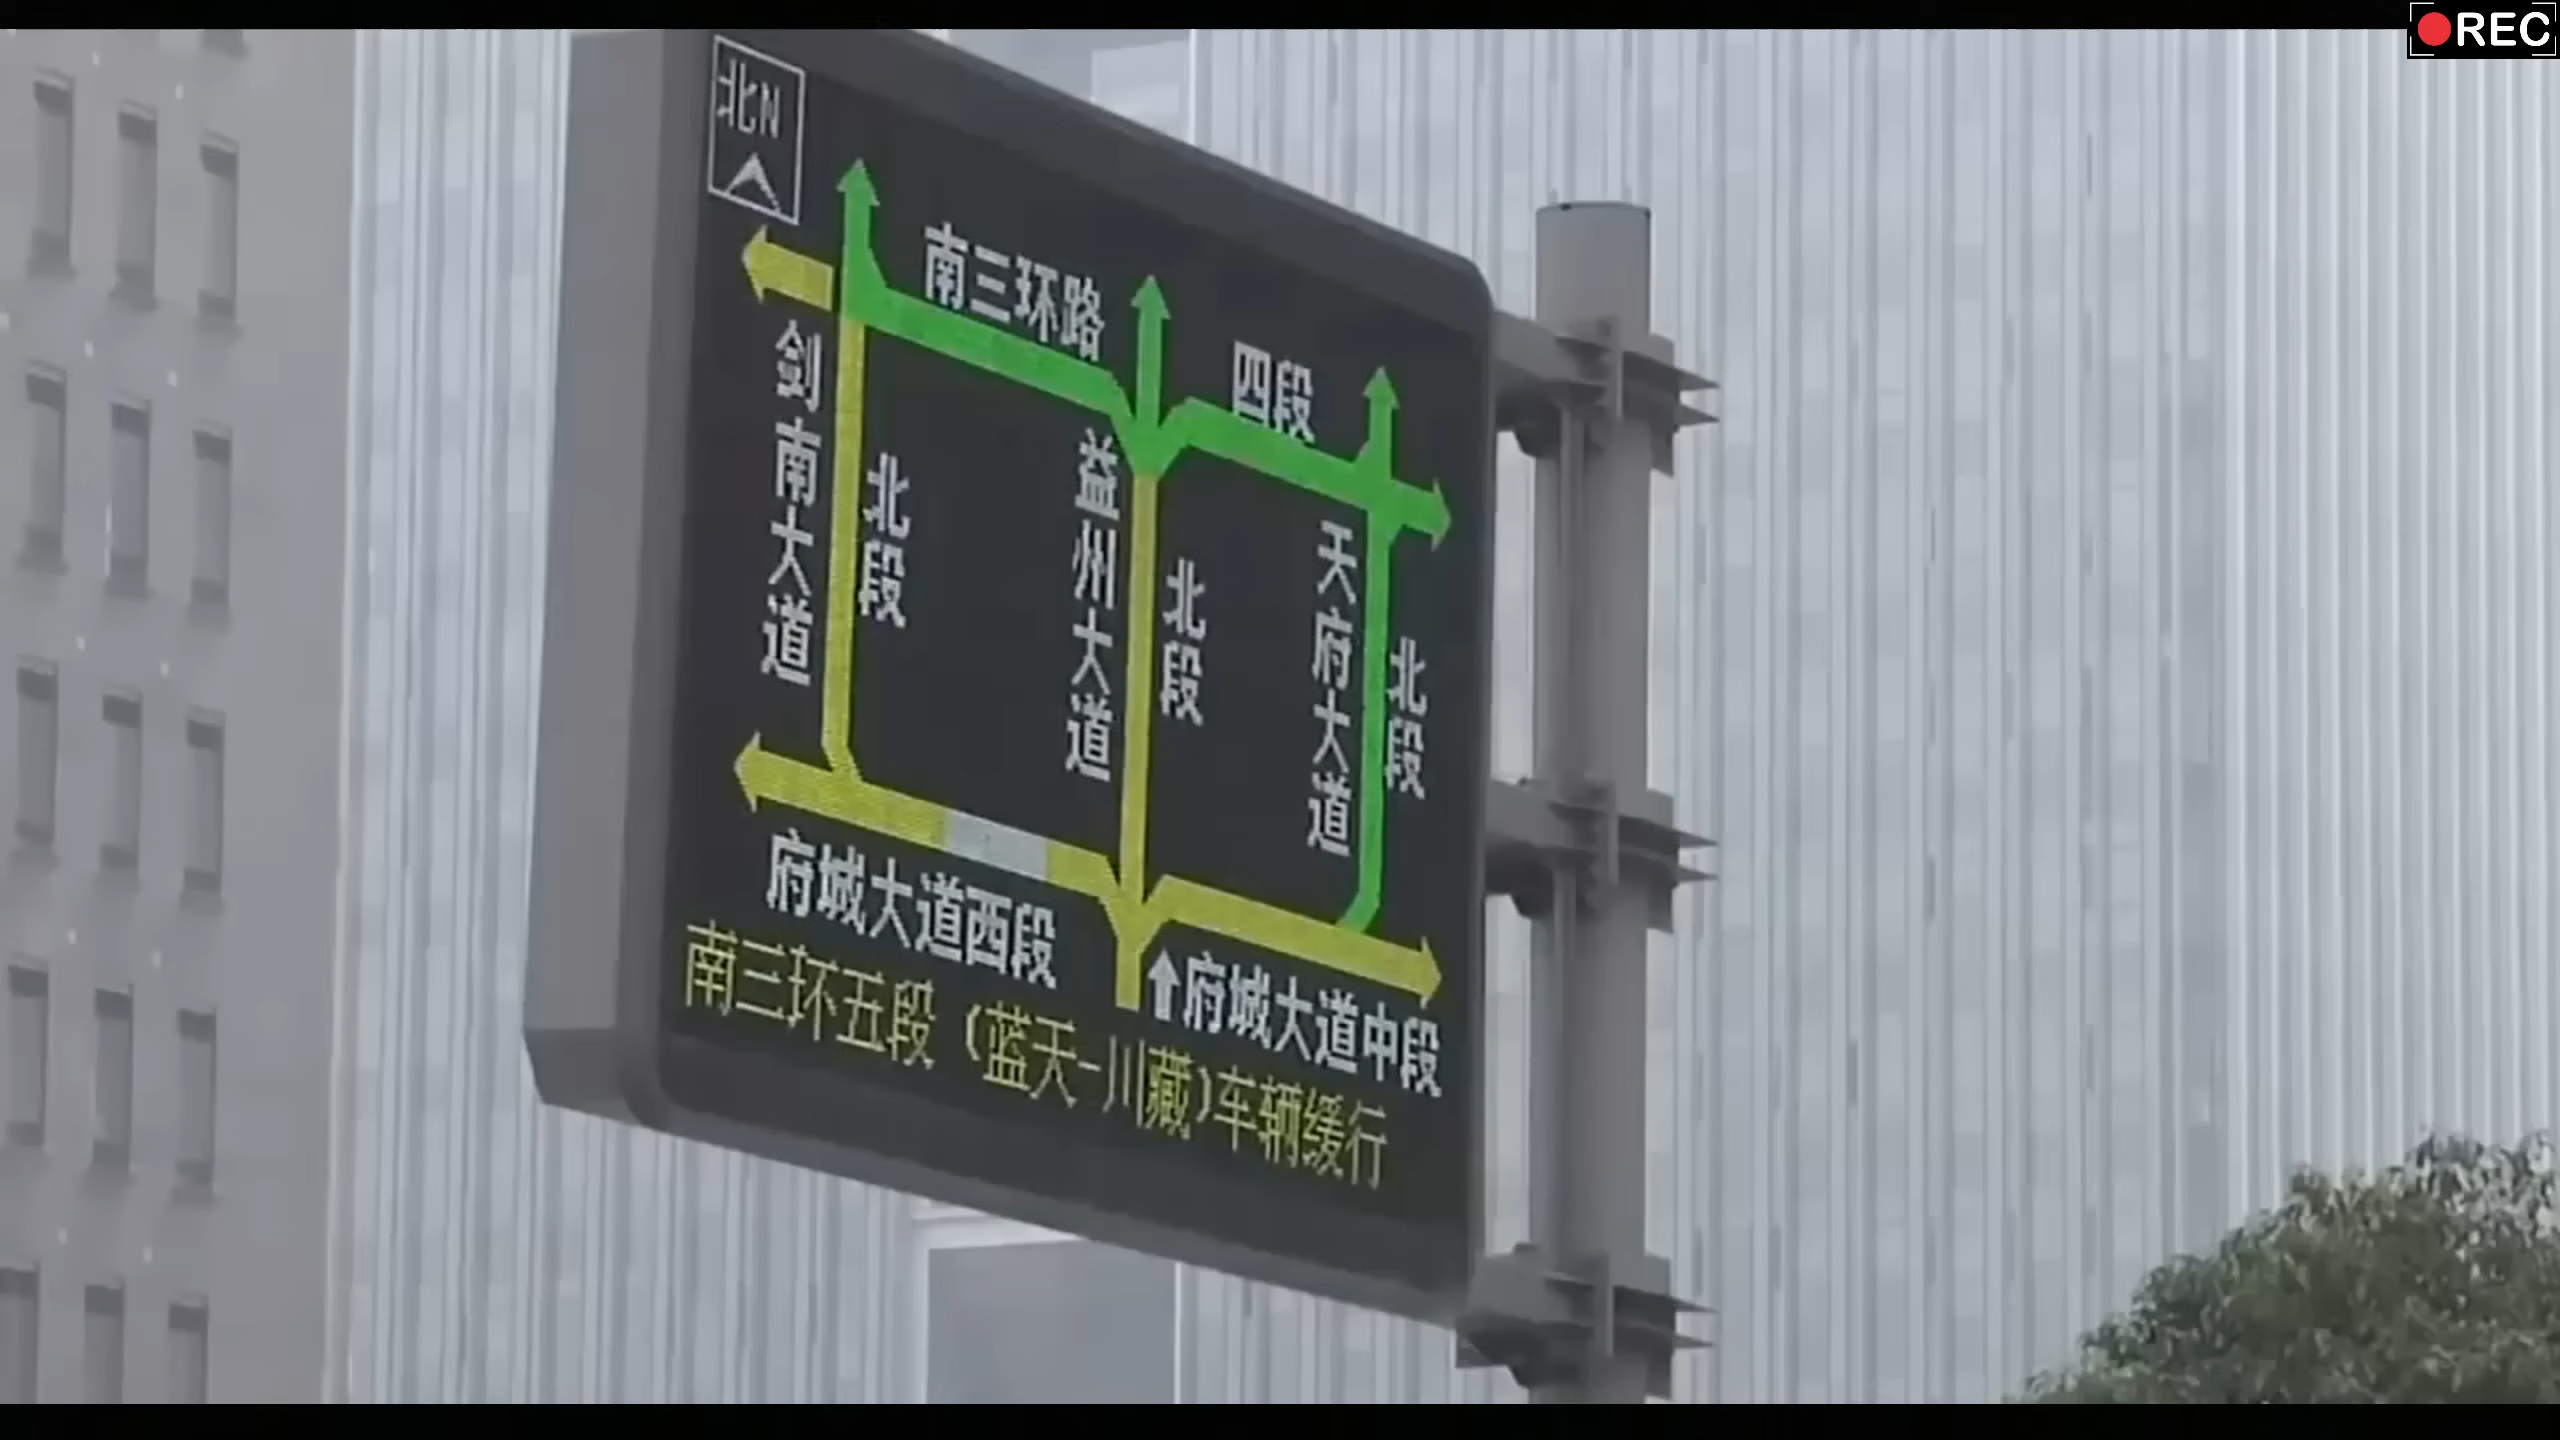 REC
北N
南三环路 四段
剑南大道 北段
益州大道 北段
天府大道 北段
府城大道西段
府城大道中段
南三环五段（蓝天-川藏）车辆缓行